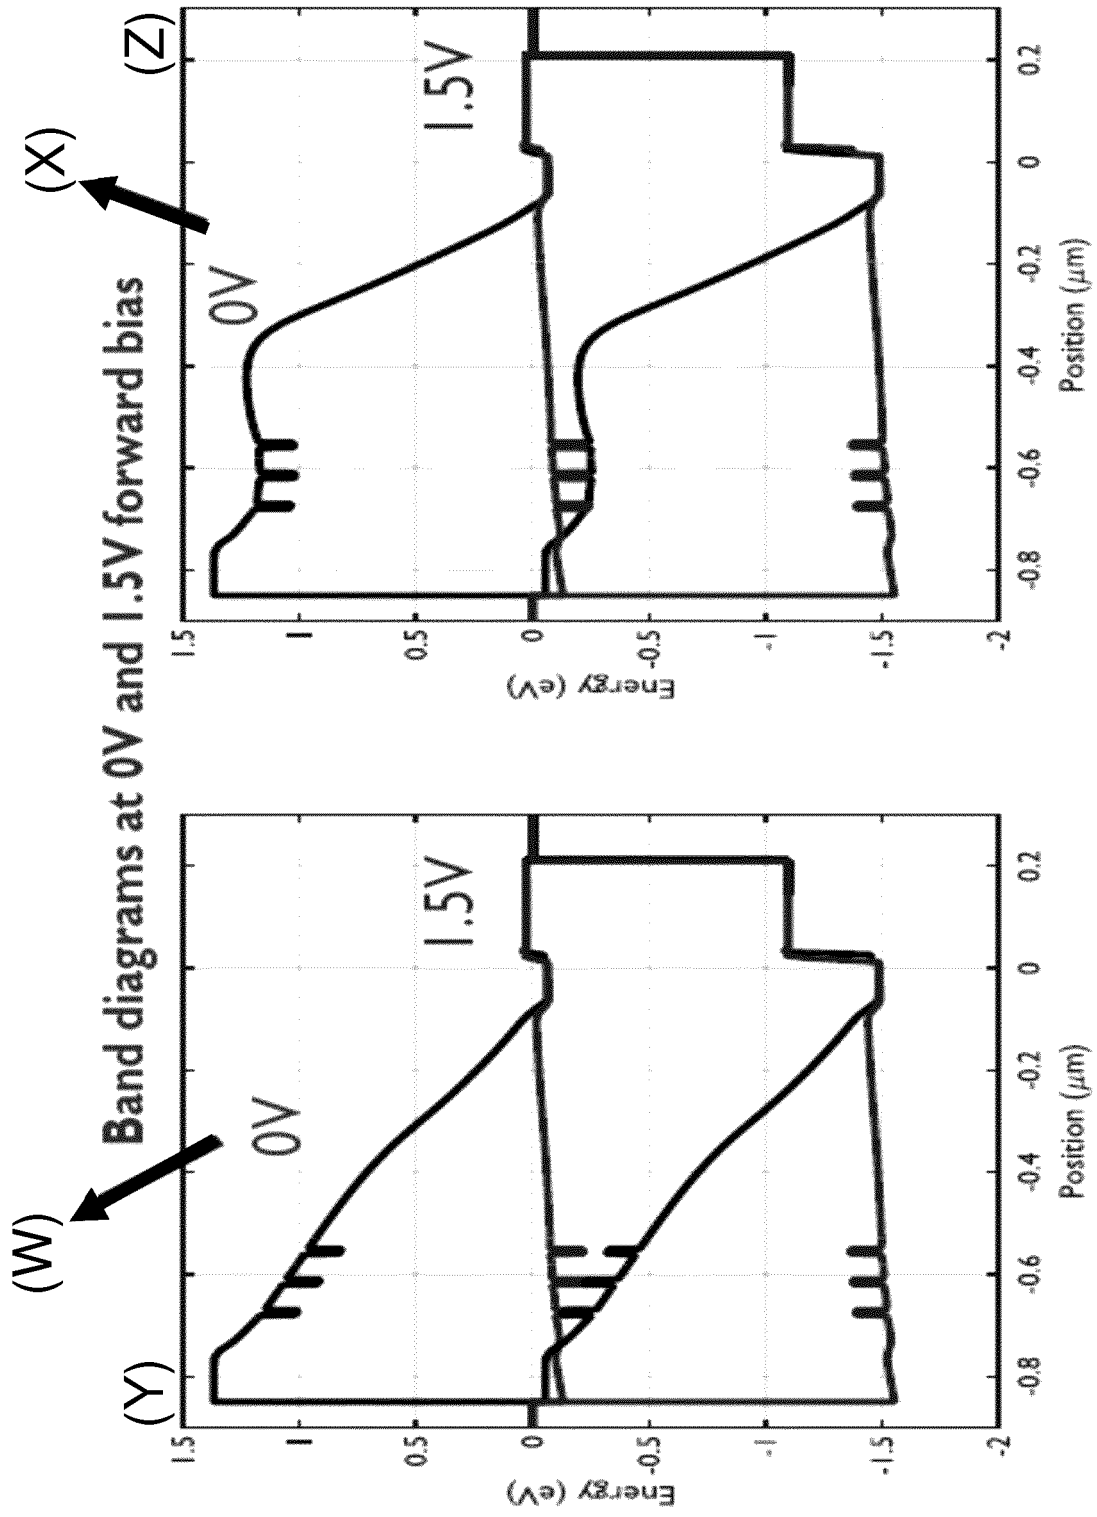 (W)
(X)
Band diagrams at 0V and 1.5V forward bias
(Y)
0V
1.5V
Energy (eV)
1.5
1
0.5
0
-0.5
-1
-1.5
-2
-0.8
-0.6
-0.4
-0.2
0
0.2
Position (μm)
(Z)
0V
1.5V
Energy (eV)
1.5
1
0.5
0
-0.5
-1
-1.5
-2
-0.8
-0.6
-0.4
-0.2
0
0.2
Position (μm)